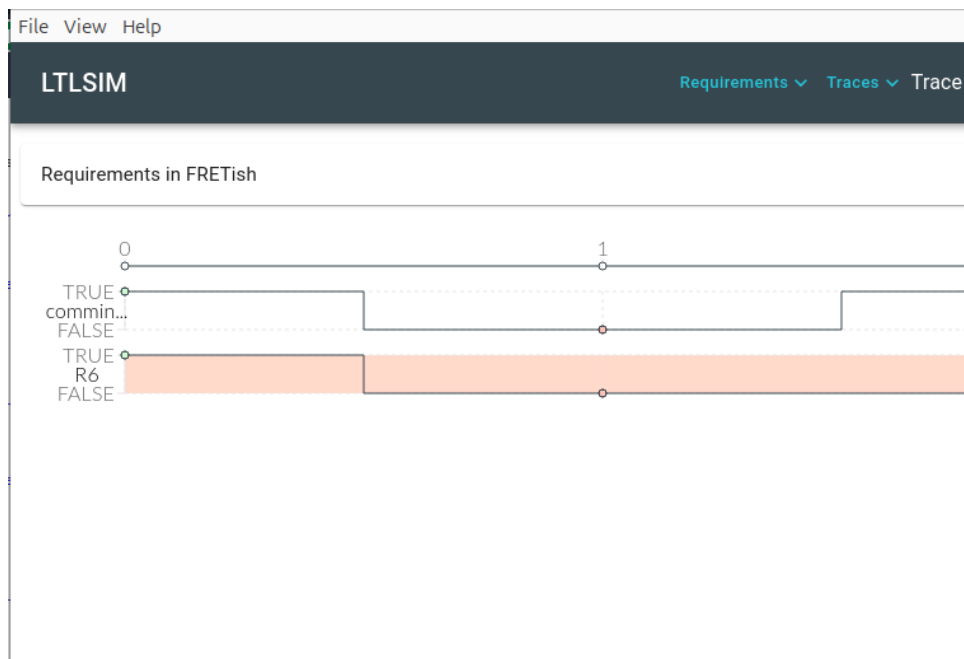 File View Help
LTLSIM Requirements Traces Trace
Requirements in FRETish
0 1
TRUE
commin...
FALSE
TRUE
R6
FALSE